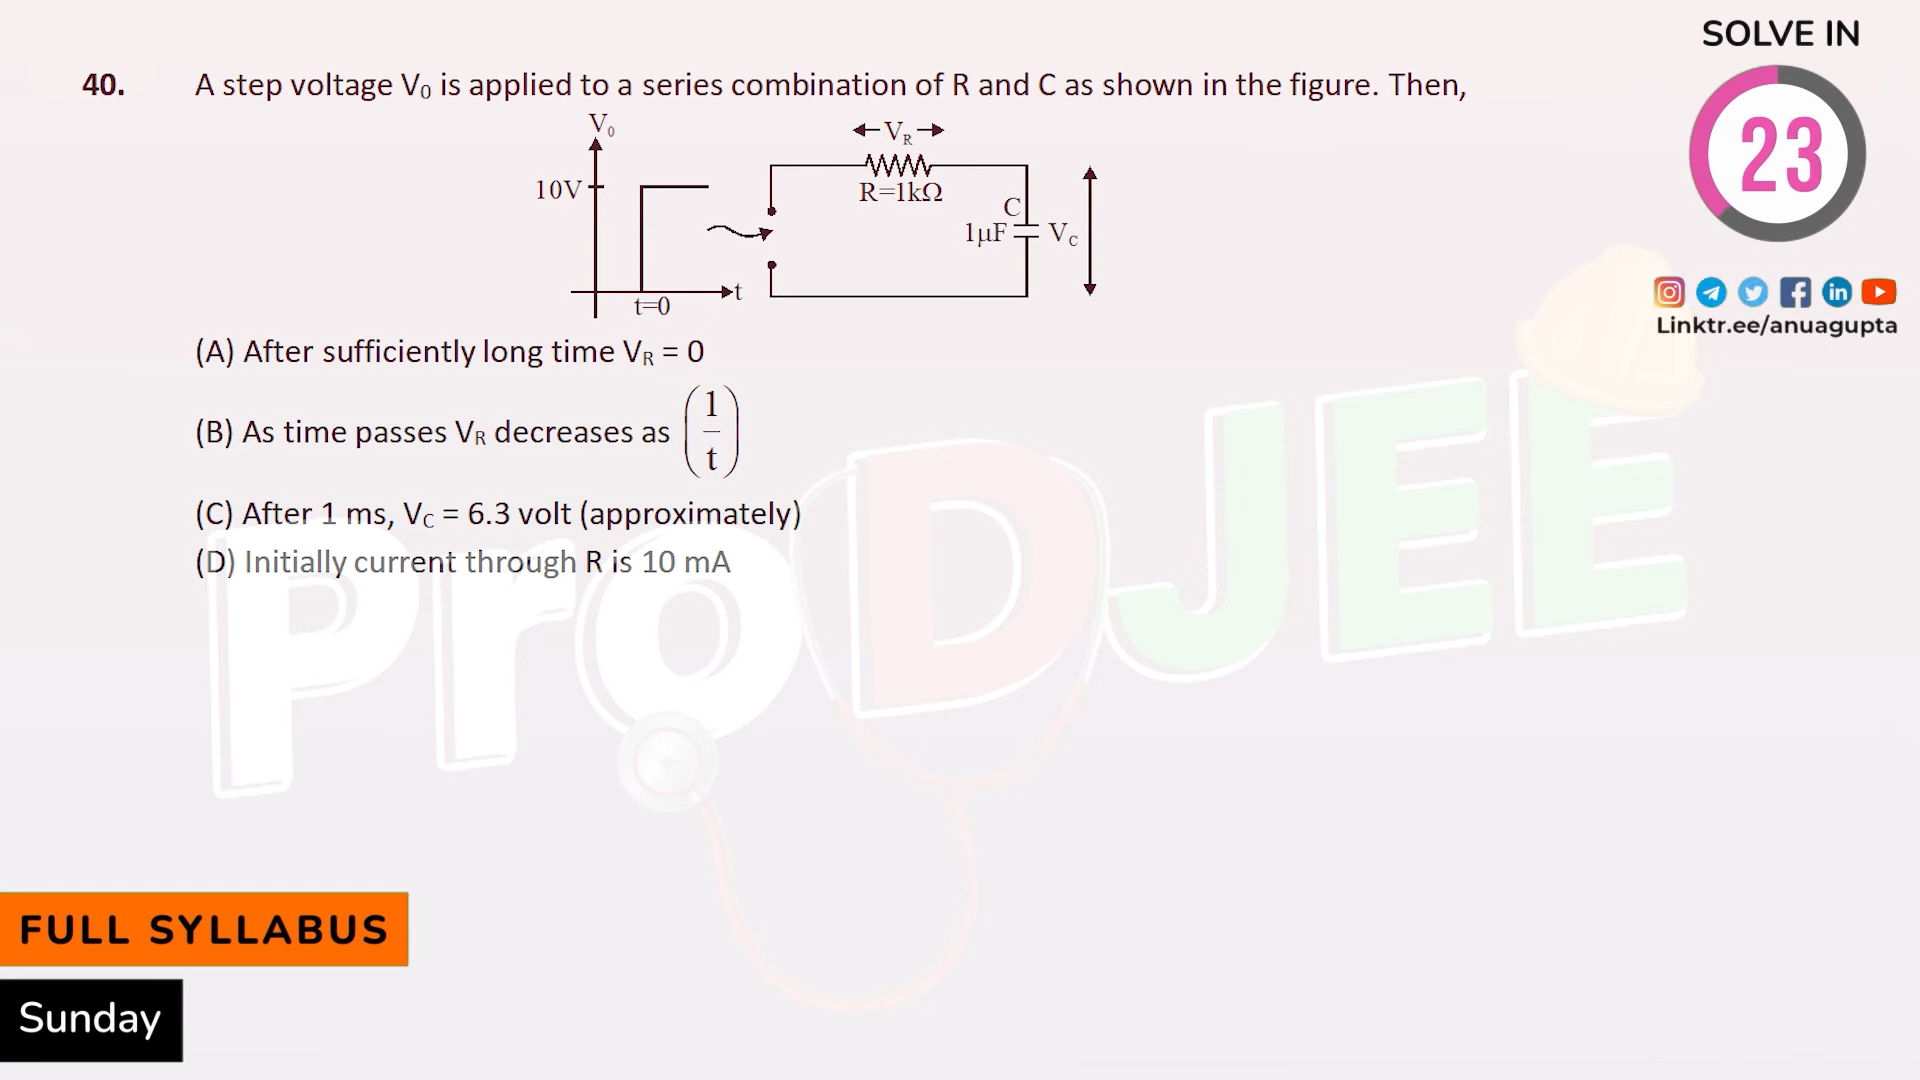 SOLVE IN
23
Linktr.ee/anuagupta
40. A step voltage V₀ is applied to a series combination of R and C as shown in the figure. Then,
V₀
10V
t=0
t
V_R
R=1kΩ
C
1μF
V_C
(A) After sufficiently long time V_R = 0
(B) As time passes V_R decreases as (1/t)
(C) After 1 ms, V_C = 6.3 volt (approximately)
(D) Initially current through R is 10 mA
ProDJEE
FULL SYLLABUS
Sunday